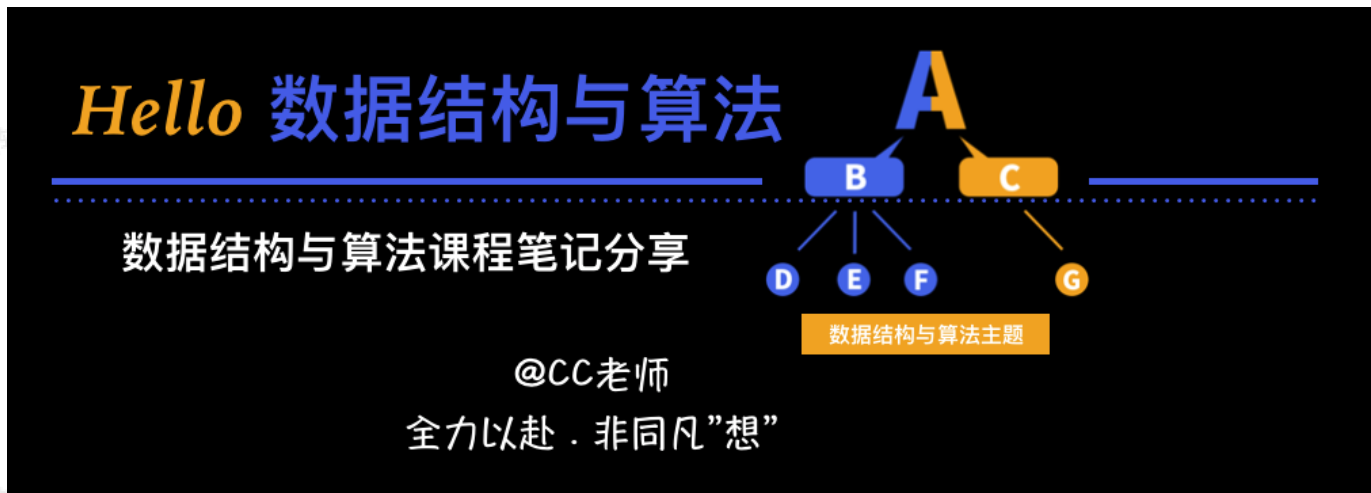 Hello 数据结构与算法
A
B
C
数据结构与算法课程笔记分享
D
E
F
G
数据结构与算法主题
@CC老师
全力以赴 . 非同凡”想”